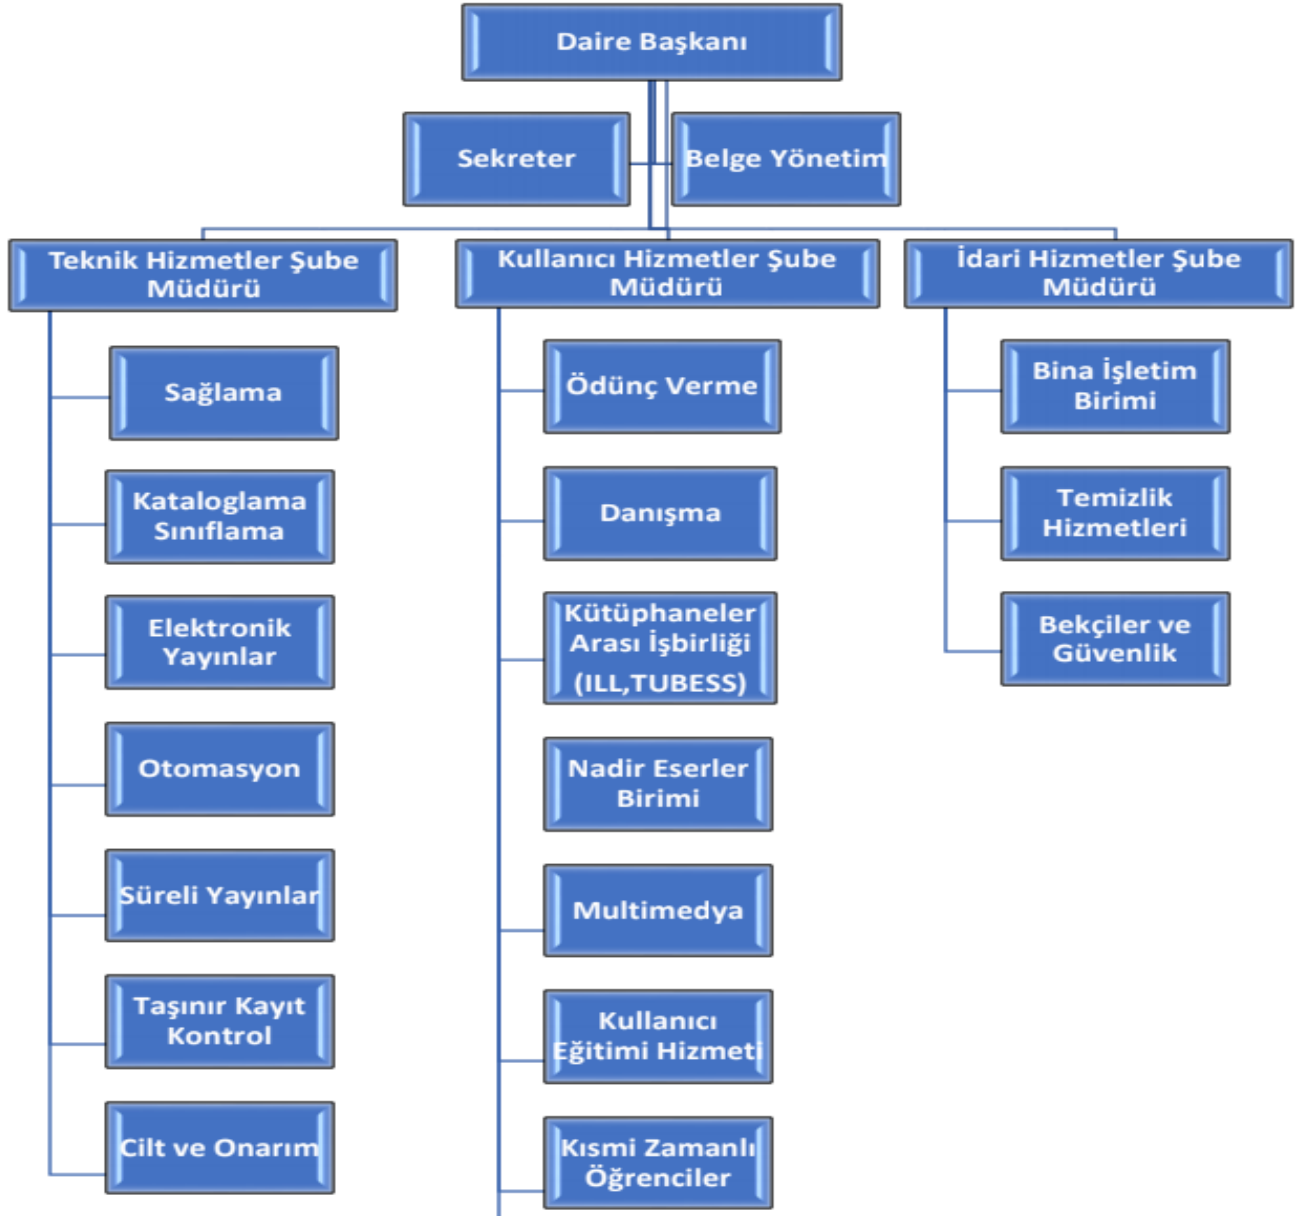 Daire Başkanı
Sekreter
Belge Yönetim
Teknik Hizmetler Şube
Müdürü
Sağlama
Kataloglama
Sınıflama
Elektronik
Yayınlar
Otomasyon
Süreli Yayınlar
Taşınır Kayıt
Kontrol
Cilt ve Onarım
Kullanıcı Hizmetler Şube
Müdürü
Ödünç Verme
Danışma
Kütüphaneler
Arası İşbirliği
(ILL,TUBESS)
Nadir Eserler
Birimi
Multimedya
Kullanıcı
Eğitimi Hizmeti
Kısmi Zamanlı
Öğrenciler
İdari Hizmetler Şube
Müdürü
Bina İşletim
Birimi
Temizlik
Hizmetleri
Bekçiler ve
Güvenlik